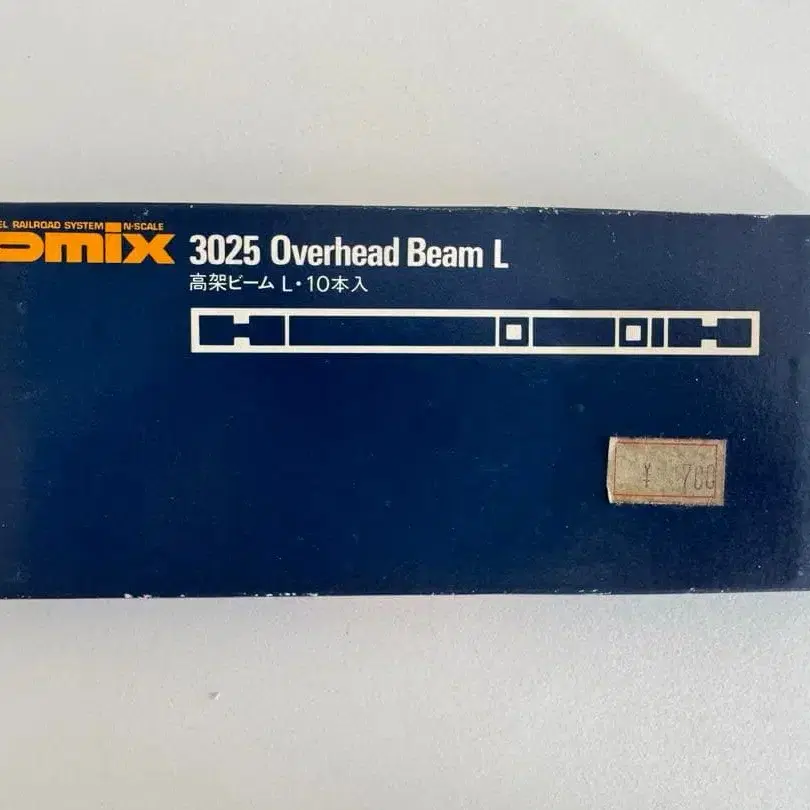 EL RAILROAD SYSTEM N-SCALE
omix
3025 Overhead Beam L
高架ビーム L・10本入
¥ 700